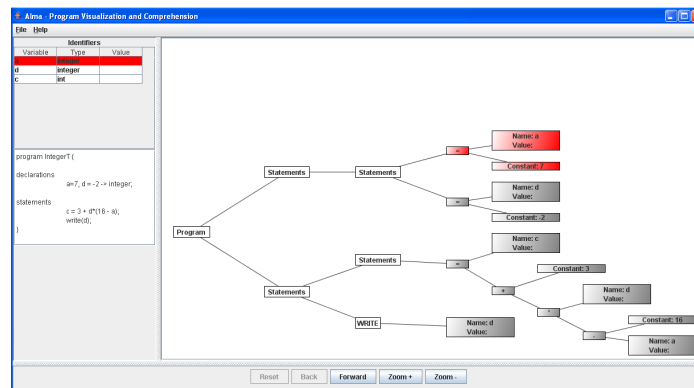 Alma - Program Visualization and Comprehension
File Help
Identifiers
Variable Type Value
a integer
d integer
c int
program IntegerT {
declarations
a=7, d = -2 -> integer;
statements
c = 3 + d*(16 - a);
write(d);
}
Program
Statements
Statements
=
Name: a
Value:
Constant: 7
=
Name: d
Value:
Constant: -2
Statements
Statements
=
Name: c
Value:
+
Constant: 3
*
Name: d
Value:
-
Constant: 16
Name: a
Value:
WRITE
Name: d
Value:
Reset Back Forward Zoom + Zoom -